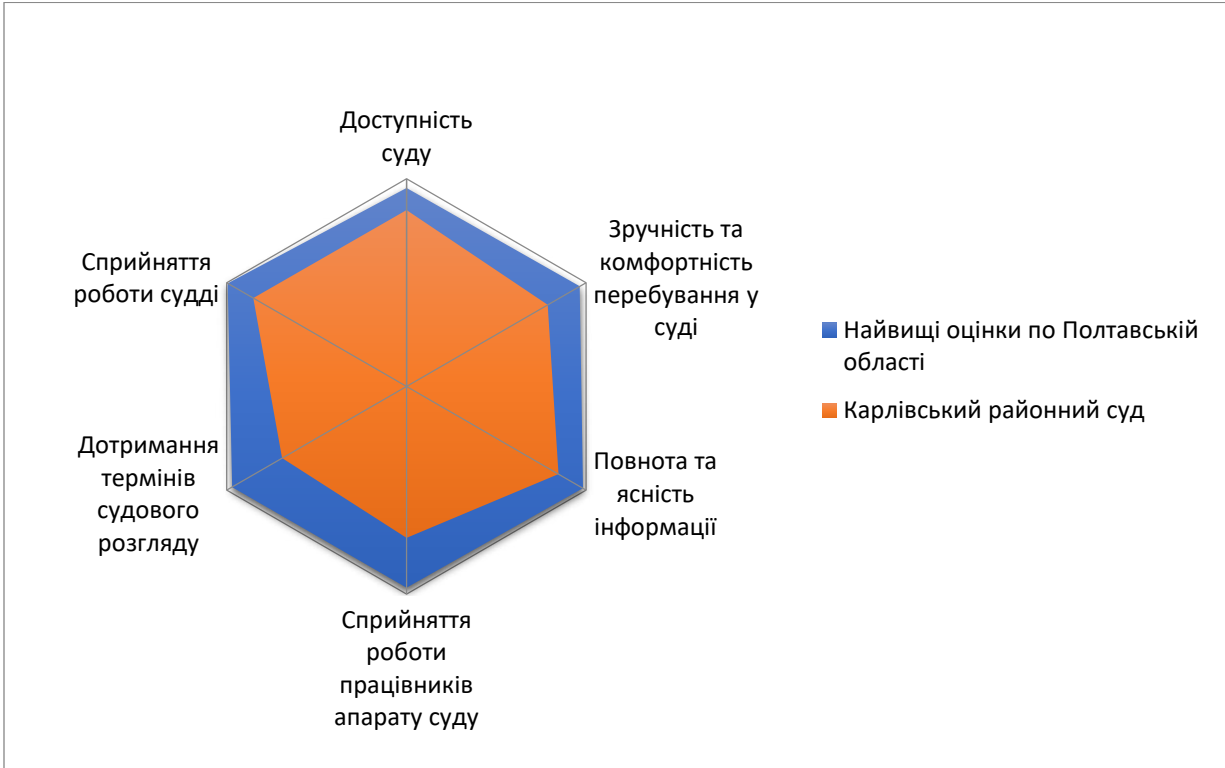 Доступність
суду
Зручність та
комфортність
перебування у
суді
Повнота та
ясність
інформації
Сприйняття
роботи
працівників
апарату суду
Дотримання
термінів
судового
розгляду
Сприйняття
роботи судді
Найвищі оцінки по Полтавській
області
Карлівський районний суд